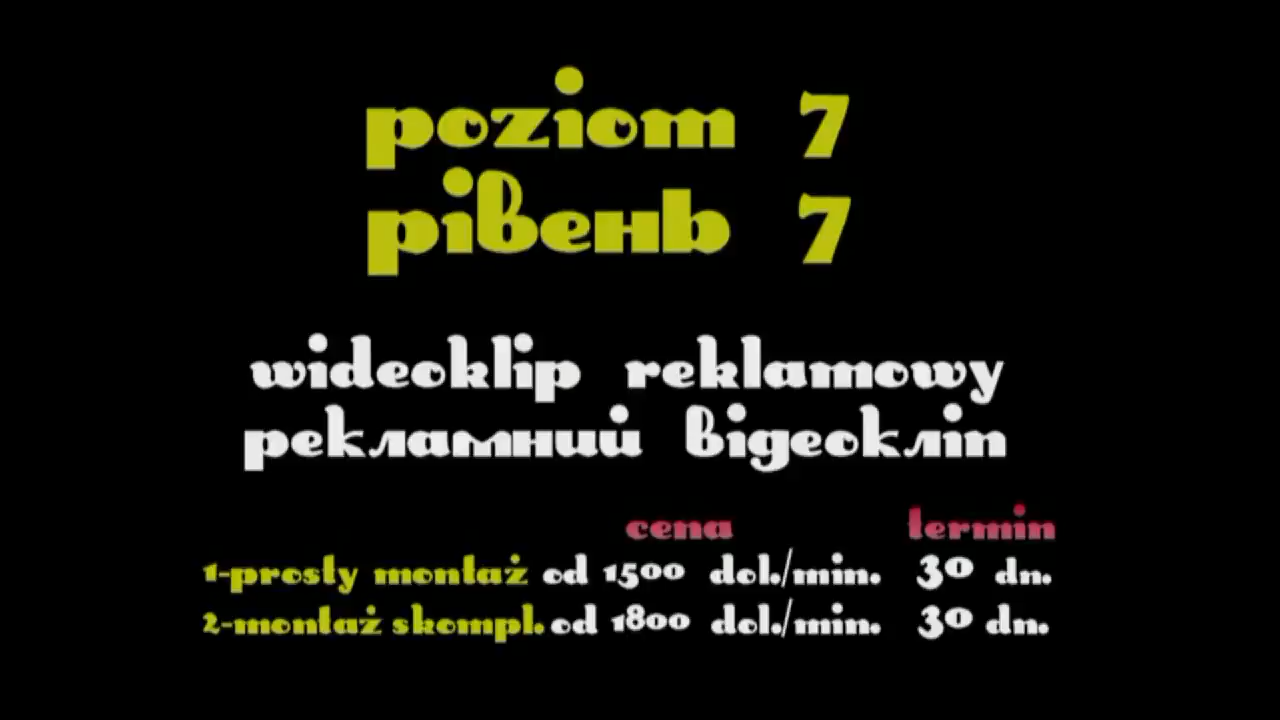 poziom 7
рівень 7
wideoklip reklamowy
рекламний відеокліп
cena termin
1-prosty montaż od 1500 dol./min. 30 dn.
2-montaż skompl. od 1800 dol./min. 30 dn.